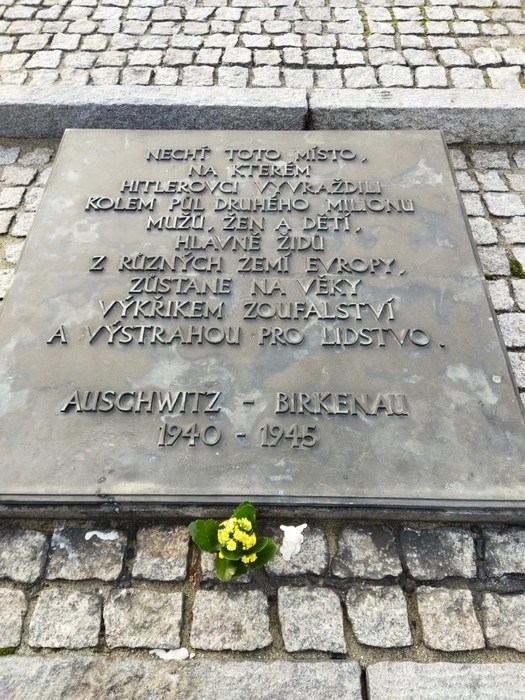 NECHŤ TOTO MÍSTO,
NA KTERÉM
HITLEROVCI VYVRAŽDILI
KOLEM PŮL DRUHÉHO MILIONU
MUŽŮ, ŽEN A DĚTÍ,
HLAVNĚ ŽIDŮ
Z RŮZNÝCH ZEMÍ EVROPY,
ZŮSTANE NA VĚKY
VÝKŘIKEM ZOUFALSTVÍ
A VÝSTRAHOU PRO LIDSTVO.
AUSCHWITZ - BIRKENAU
1940 - 1945